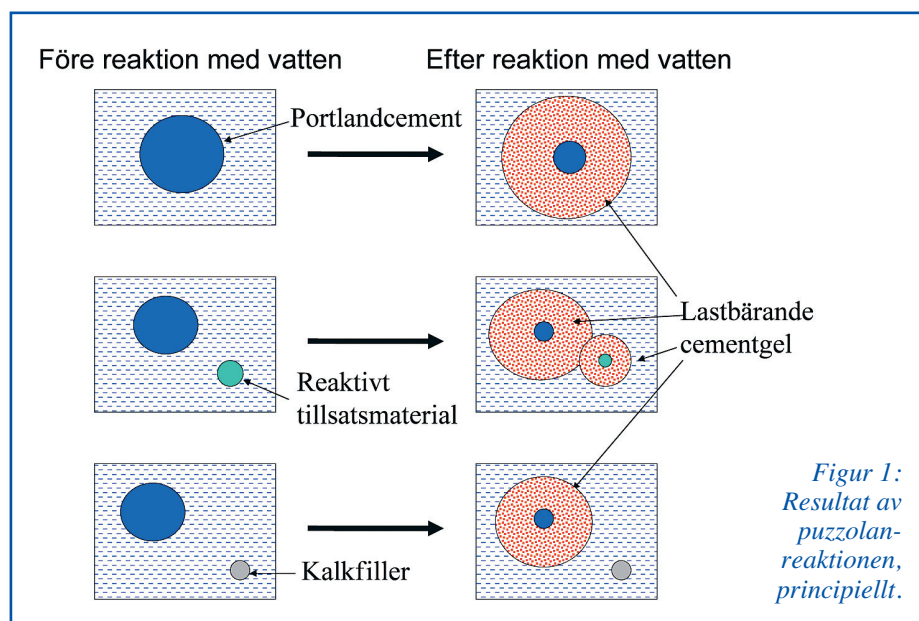 Före reaktion med vatten
Efter reaktion med vatten
Portlandcement
Lastbärande
cementgel
Reaktivt
tillsatsmaterial
Kalkfiller
Figur 1:
Resultat av
puzzolan-
reaktionen,
principiellt.